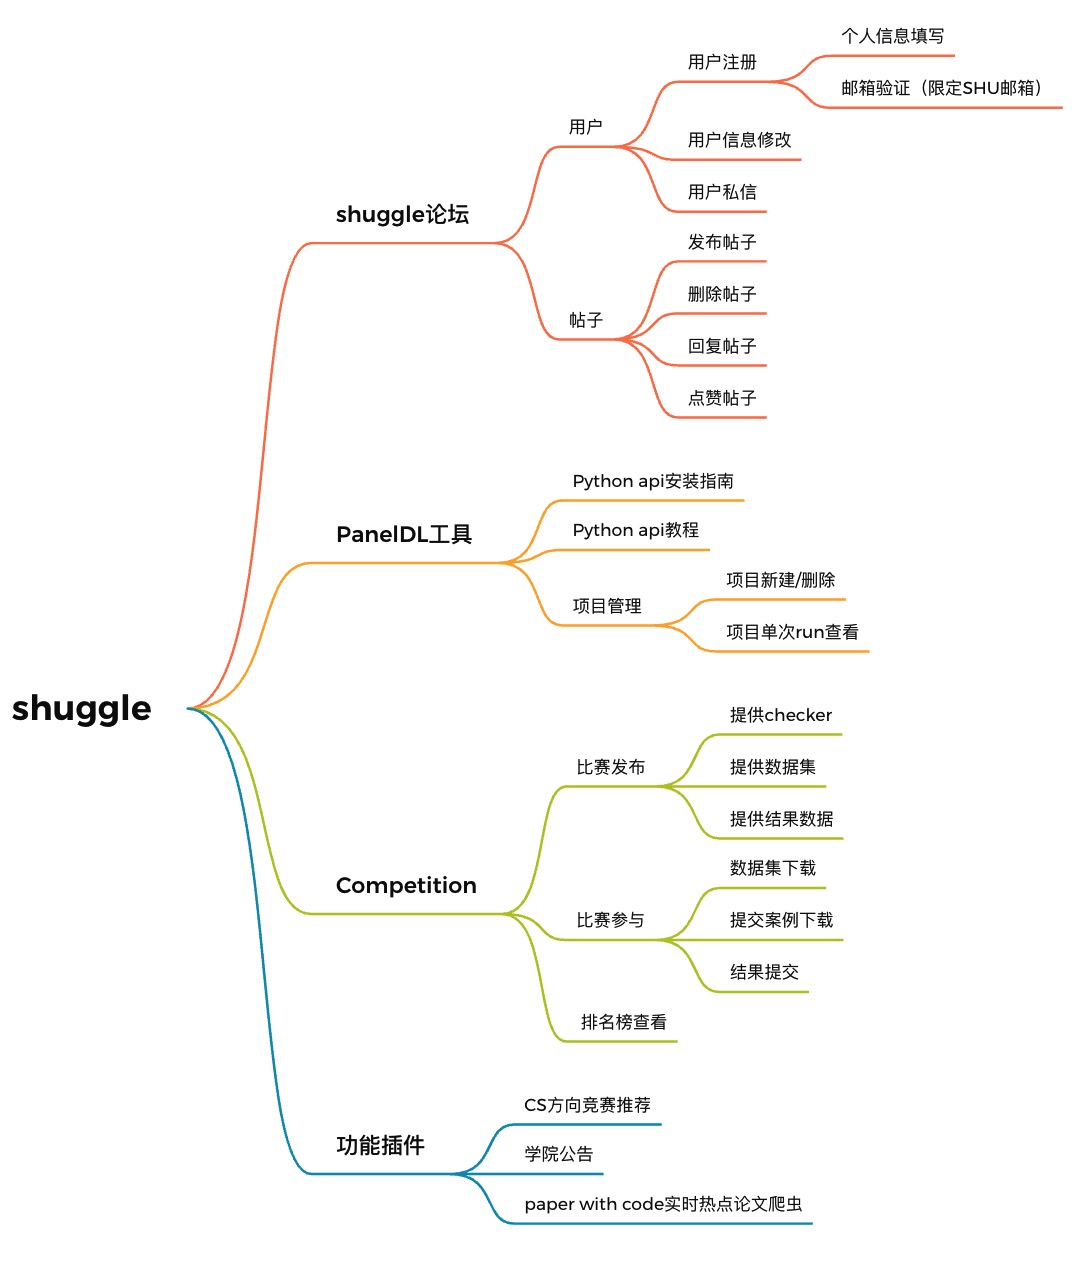 shuggle
shuggle论坛
用户
用户注册
个人信息填写
邮箱验证（限定SHU邮箱）
用户信息修改
用户私信
帖子
发布帖子
删除帖子
回复帖子
点赞帖子
PanelDL工具
Python api安装指南
Python api教程
项目管理
项目新建/删除
项目单次run查看
Competition
比赛发布
提供checker
提供数据集
提供结果数据
比赛参与
数据集下载
提交案例下载
结果提交
排名榜查看
功能插件
CS方向竞赛推荐
学院公告
paper with code实时热点论文爬虫